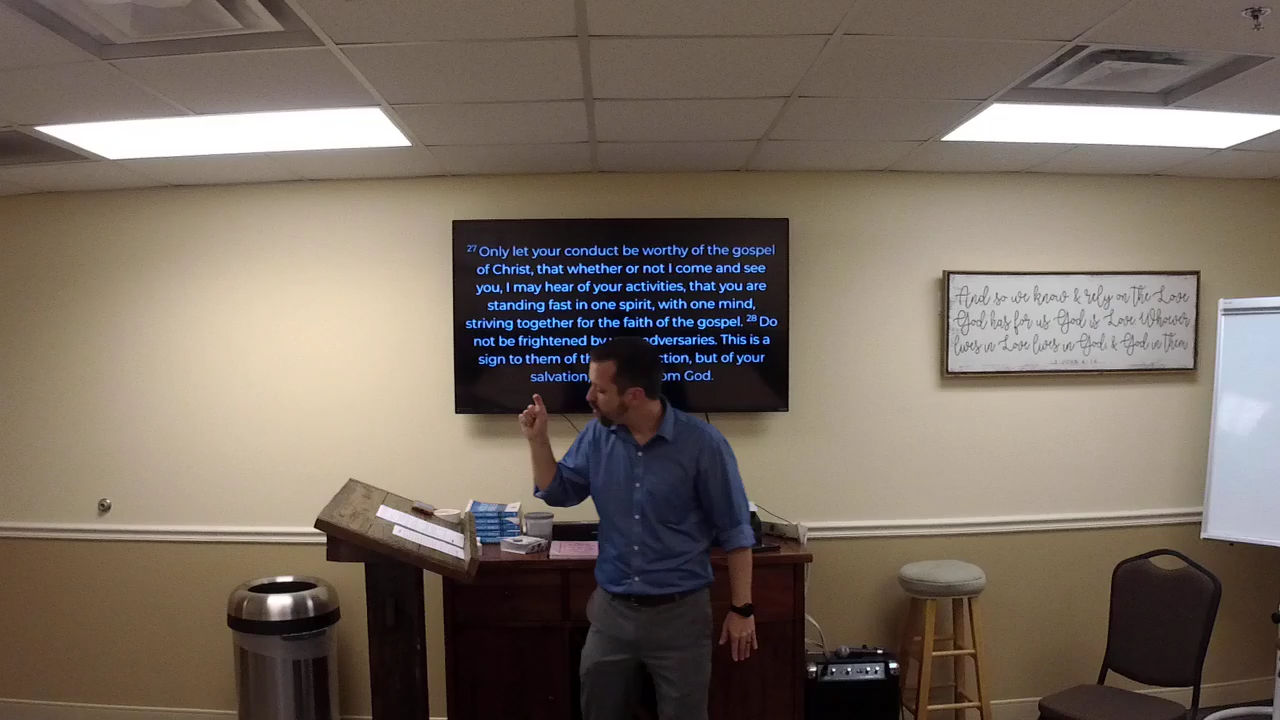 27 Only let your conduct be worthy of the gospel
of Christ, that whether or not I come and see
you, I may hear of your activities, that you are
standing fast in one spirit, with one mind,
striving together for the faith of the gospel. 28 Do
not be frightened by adversaries. This is a
sign to them of but of your
salvation, God.
And so we know & rely on the Love
God has for us God is Love Whoever
lives in Love lives in God & God in them